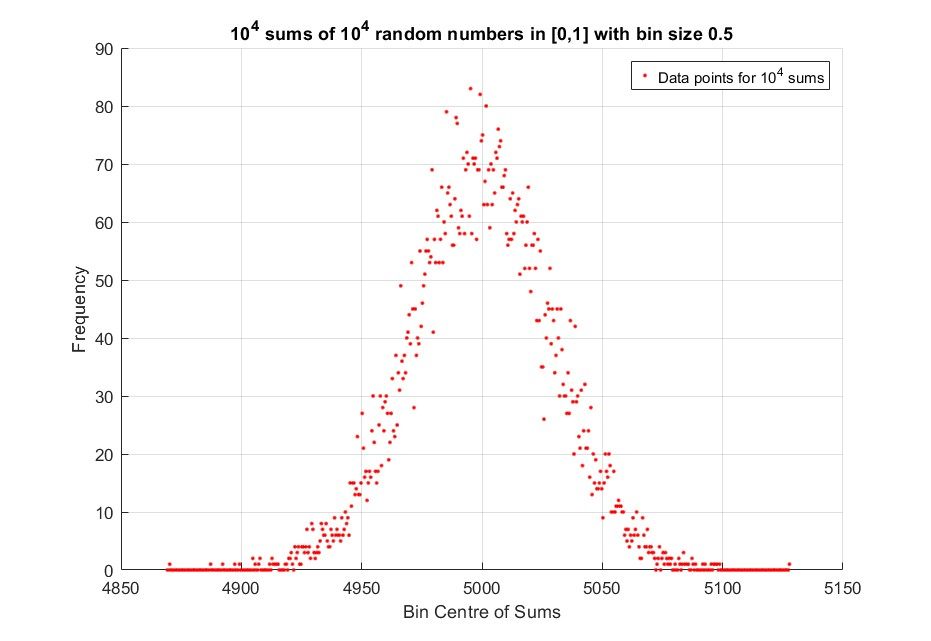 10^4 sums of 10^4 random numbers in [0,1] with bin size 0.5
Data points for 10^4 sums
90
80
70
60
50
40
30
20
10
0
Frequency
4850 4900 4950 5000 5050 5100 5150
Bin Centre of Sums